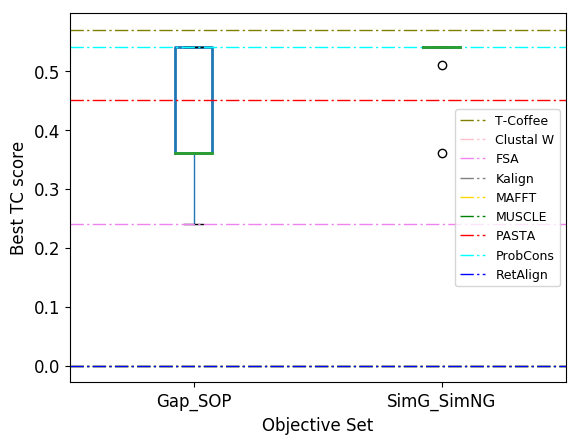 Best TC score
0.5
0.4
0.3
0.2
0.1
0.0
T-Coffee
Clustal W
FSA
Kalign
MAFFT
MUSCLE
PASTA
ProbCons
RetAlign
Gap_SOP
SimG_SimNG
Objective Set